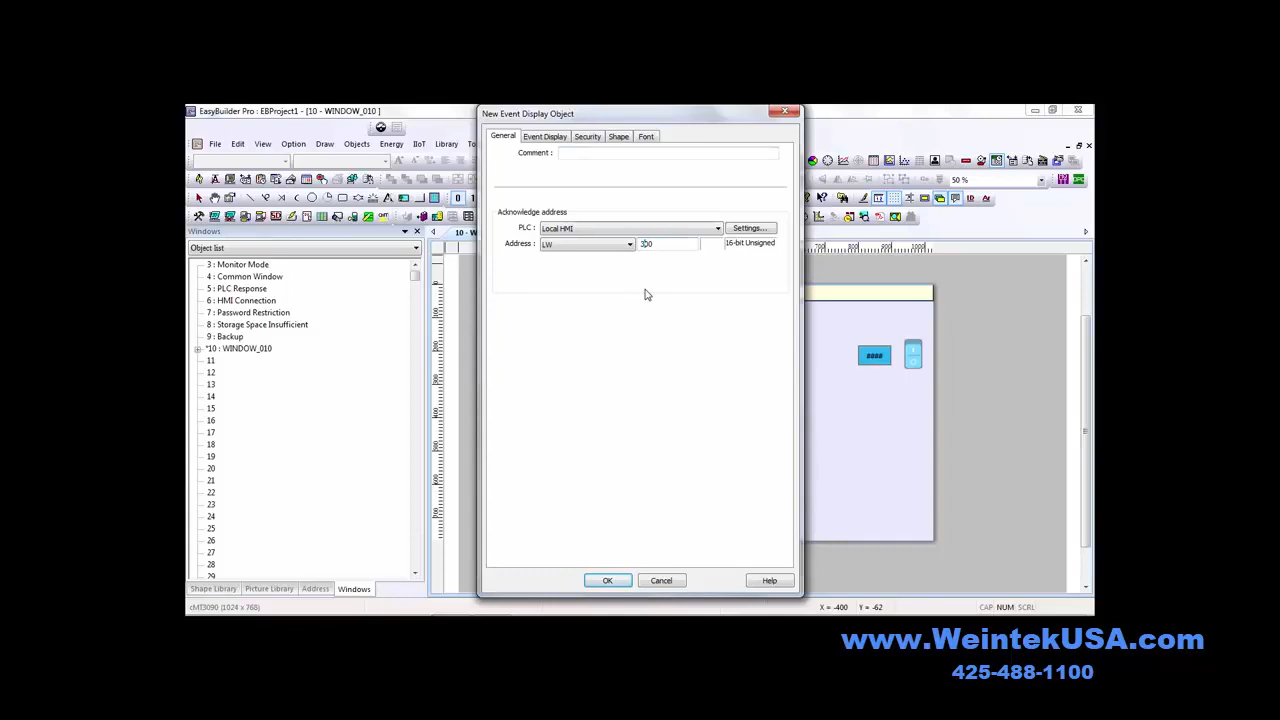 EasyBuilder Pro : EBProject1 - [10 - WINDOW_010 ]
File Edit View Option Draw Objects Energy IIoT Library
50 %
Windows
Object list
3 : Monitor Mode
4 : Common Window
5 : PLC Response
6 : HMI Connection
7 : Password Restriction
8 : Storage Space Insufficient
9 : Backup
*10 : WINDOW_010
11
12
13
14
15
16
17
18
19
20
21
22
23
24
25
26
27
28
29
Shape Library Picture Library Address Windows
cMT3090 (1024 x 768)
New Event Display Object
General Event Display Security Shape Font
Comment :
Acknowledge address
PLC : Local HMI Settings...
Address : LW 300 16-bit Unsigned
OK Cancel Help
700 800 900 1000
####
X = -400 Y = -62 CAP NUM SCRL
www.WeintekUSA.com
425-488-1100